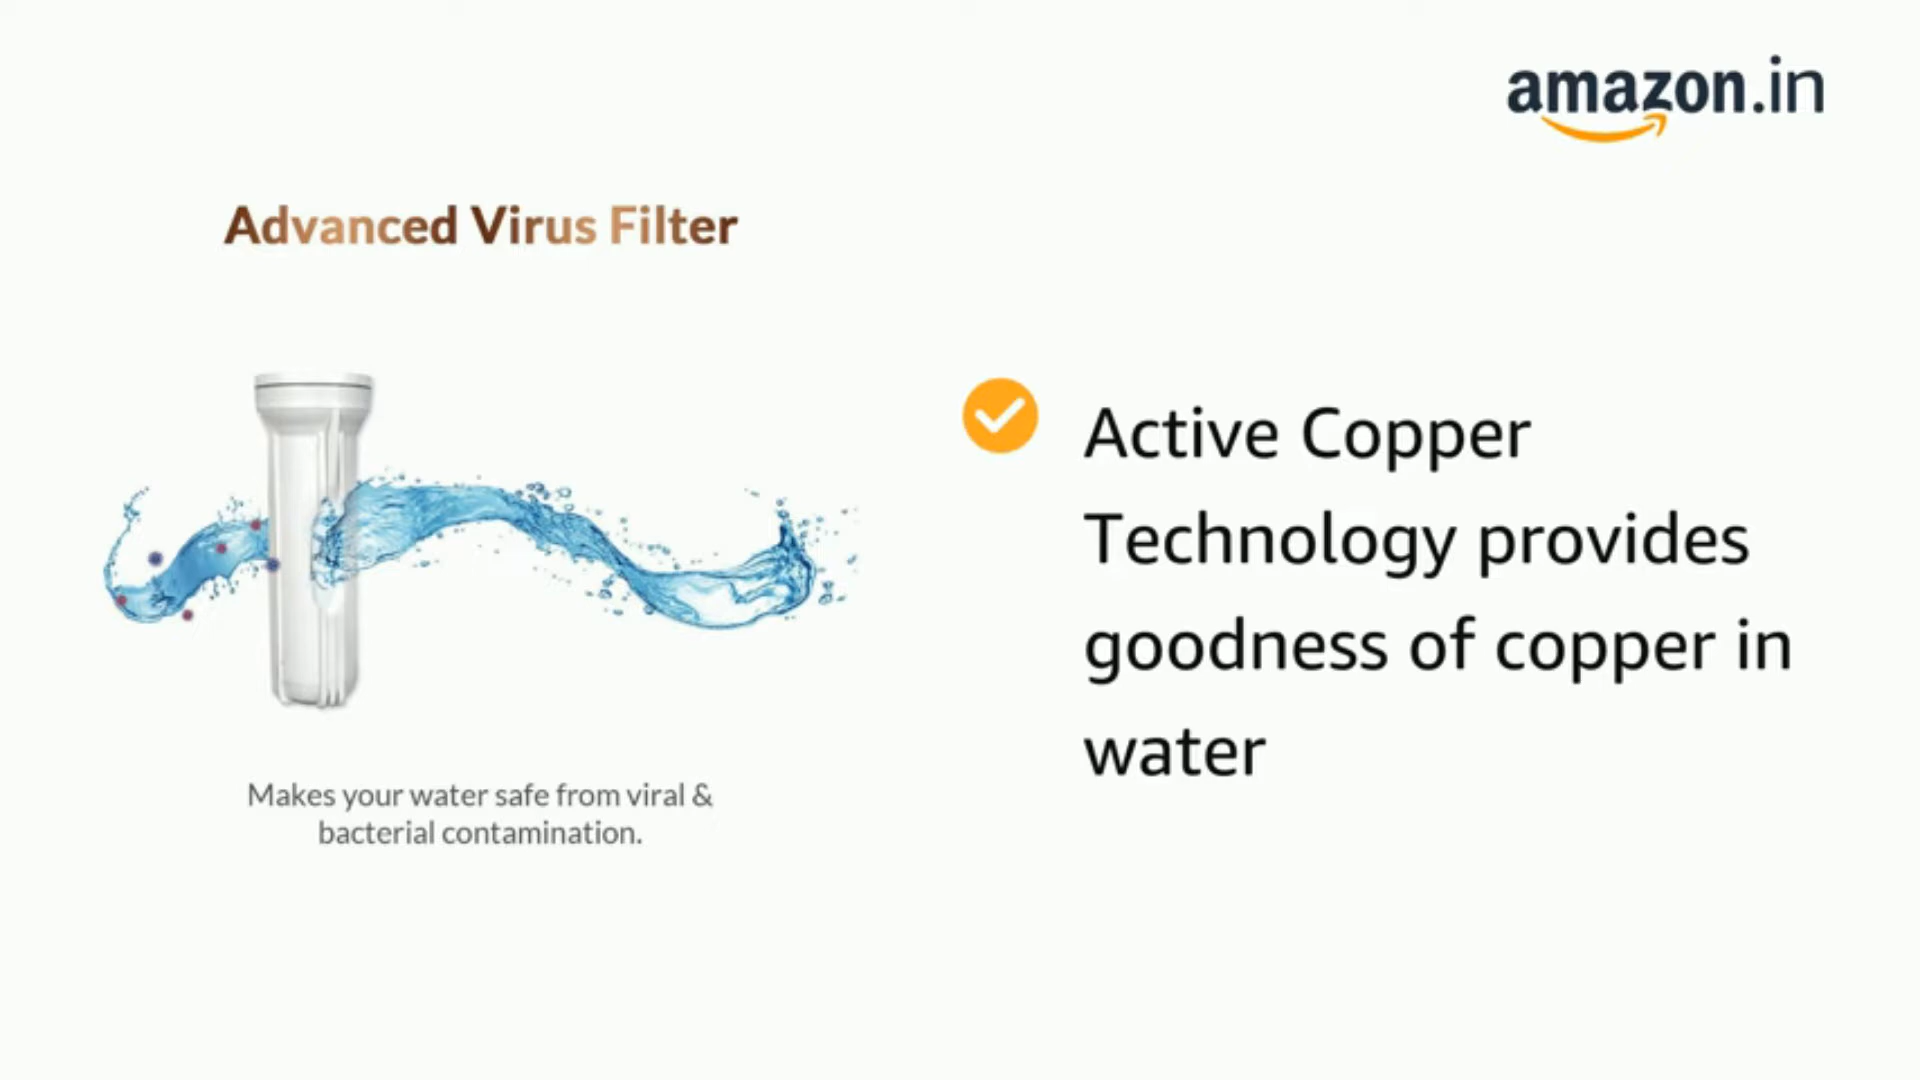 amazon.in
Advanced Virus Filter
Makes your water safe from viral &
bacterial contamination.
Active Copper
Technology provides
goodness of copper in
water